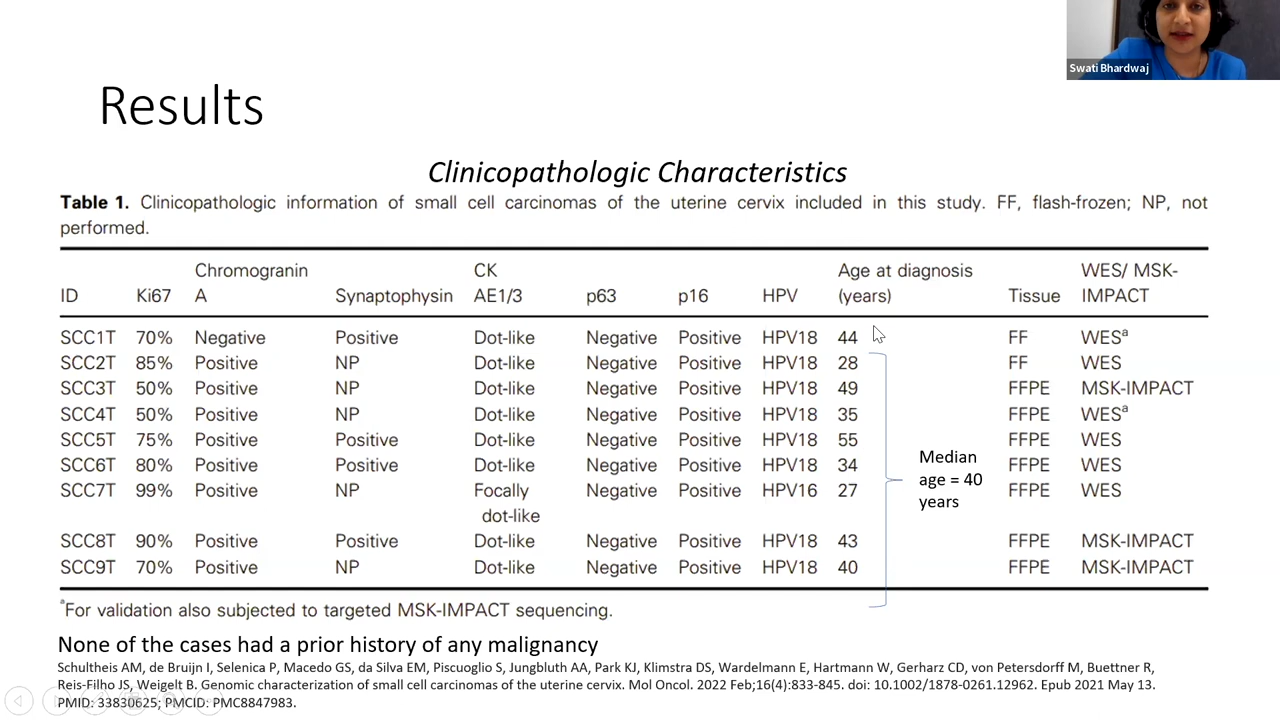 Swati Bhardwaj
Results
Clinicopathologic Characteristics
Table 1. Clinicopathologic information of small cell carcinomas of the uterine cervix included in this study. FF, flash-frozen; NP, not
performed.
Chromogranin CK Age at diagnosis WES/ MSK-
ID Ki67 A Synaptophysin AE1/3 p63 p16 HPV (years) Tissue IMPACT
SCC1T 70% Negative Positive Dot-like Negative Positive HPV18 44 FF WESa
SCC2T 85% Positive NP Dot-like Negative Positive HPV18 28 FF WES
SCC3T 50% Positive NP Dot-like Negative Positive HPV18 49 FFPE MSK-IMPACT
SCC4T 50% Positive NP Dot-like Negative Positive HPV18 35 FFPE WESa
SCC5T 75% Positive Positive Dot-like Negative Positive HPV18 55 FFPE WES
SCC6T 80% Positive Positive Dot-like Negative Positive HPV18 34 FFPE WES
SCC7T 99% Positive NP Focally Negative Positive HPV16 27 FFPE WES
dot-like
SCC8T 90% Positive Positive Dot-like Negative Positive HPV18 43 FFPE MSK-IMPACT
SCC9T 70% Positive NP Dot-like Negative Positive HPV18 40 FFPE MSK-IMPACT
Median
age = 40
years
aFor validation also subjected to targeted MSK-IMPACT sequencing.
None of the cases had a prior history of any malignancy
Schultheis AM, de Bruijn I, Selenica P, Macedo GS, da Silva EM, Piscuoglio S, Jungbluth AA, Park KJ, Klimstra DS, Wardelmann E, Hartmann W, Gerharz CD, von Petersdorff M, Buettner R,
Reis-Filho JS, Weigelt B. Genomic characterization of small cell carcinomas of the uterine cervix. Mol Oncol. 2022 Feb;16(4):833-845. doi: 10.1002/1878-0261.12962. Epub 2021 May 13.
PMID: 33830625; PMCID: PMC8847983.